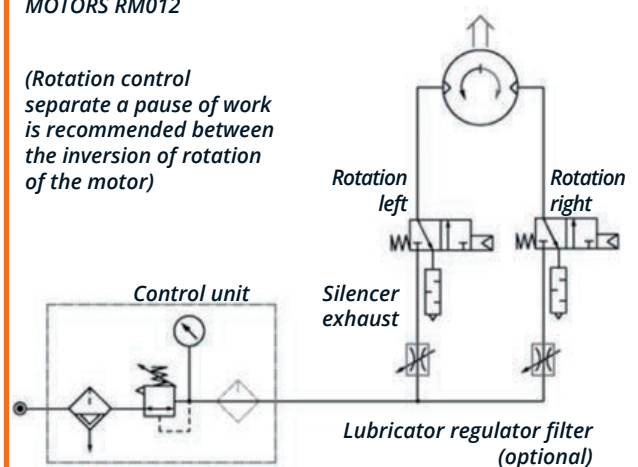 MOTORS RM012
(Rotation control
separate a pause of work
is recommended between
the inversion of rotation
of the motor)
Rotation
left
Rotation
right
Control unit
Silencer
exhaust
Lubricator regulator filter
(optional)